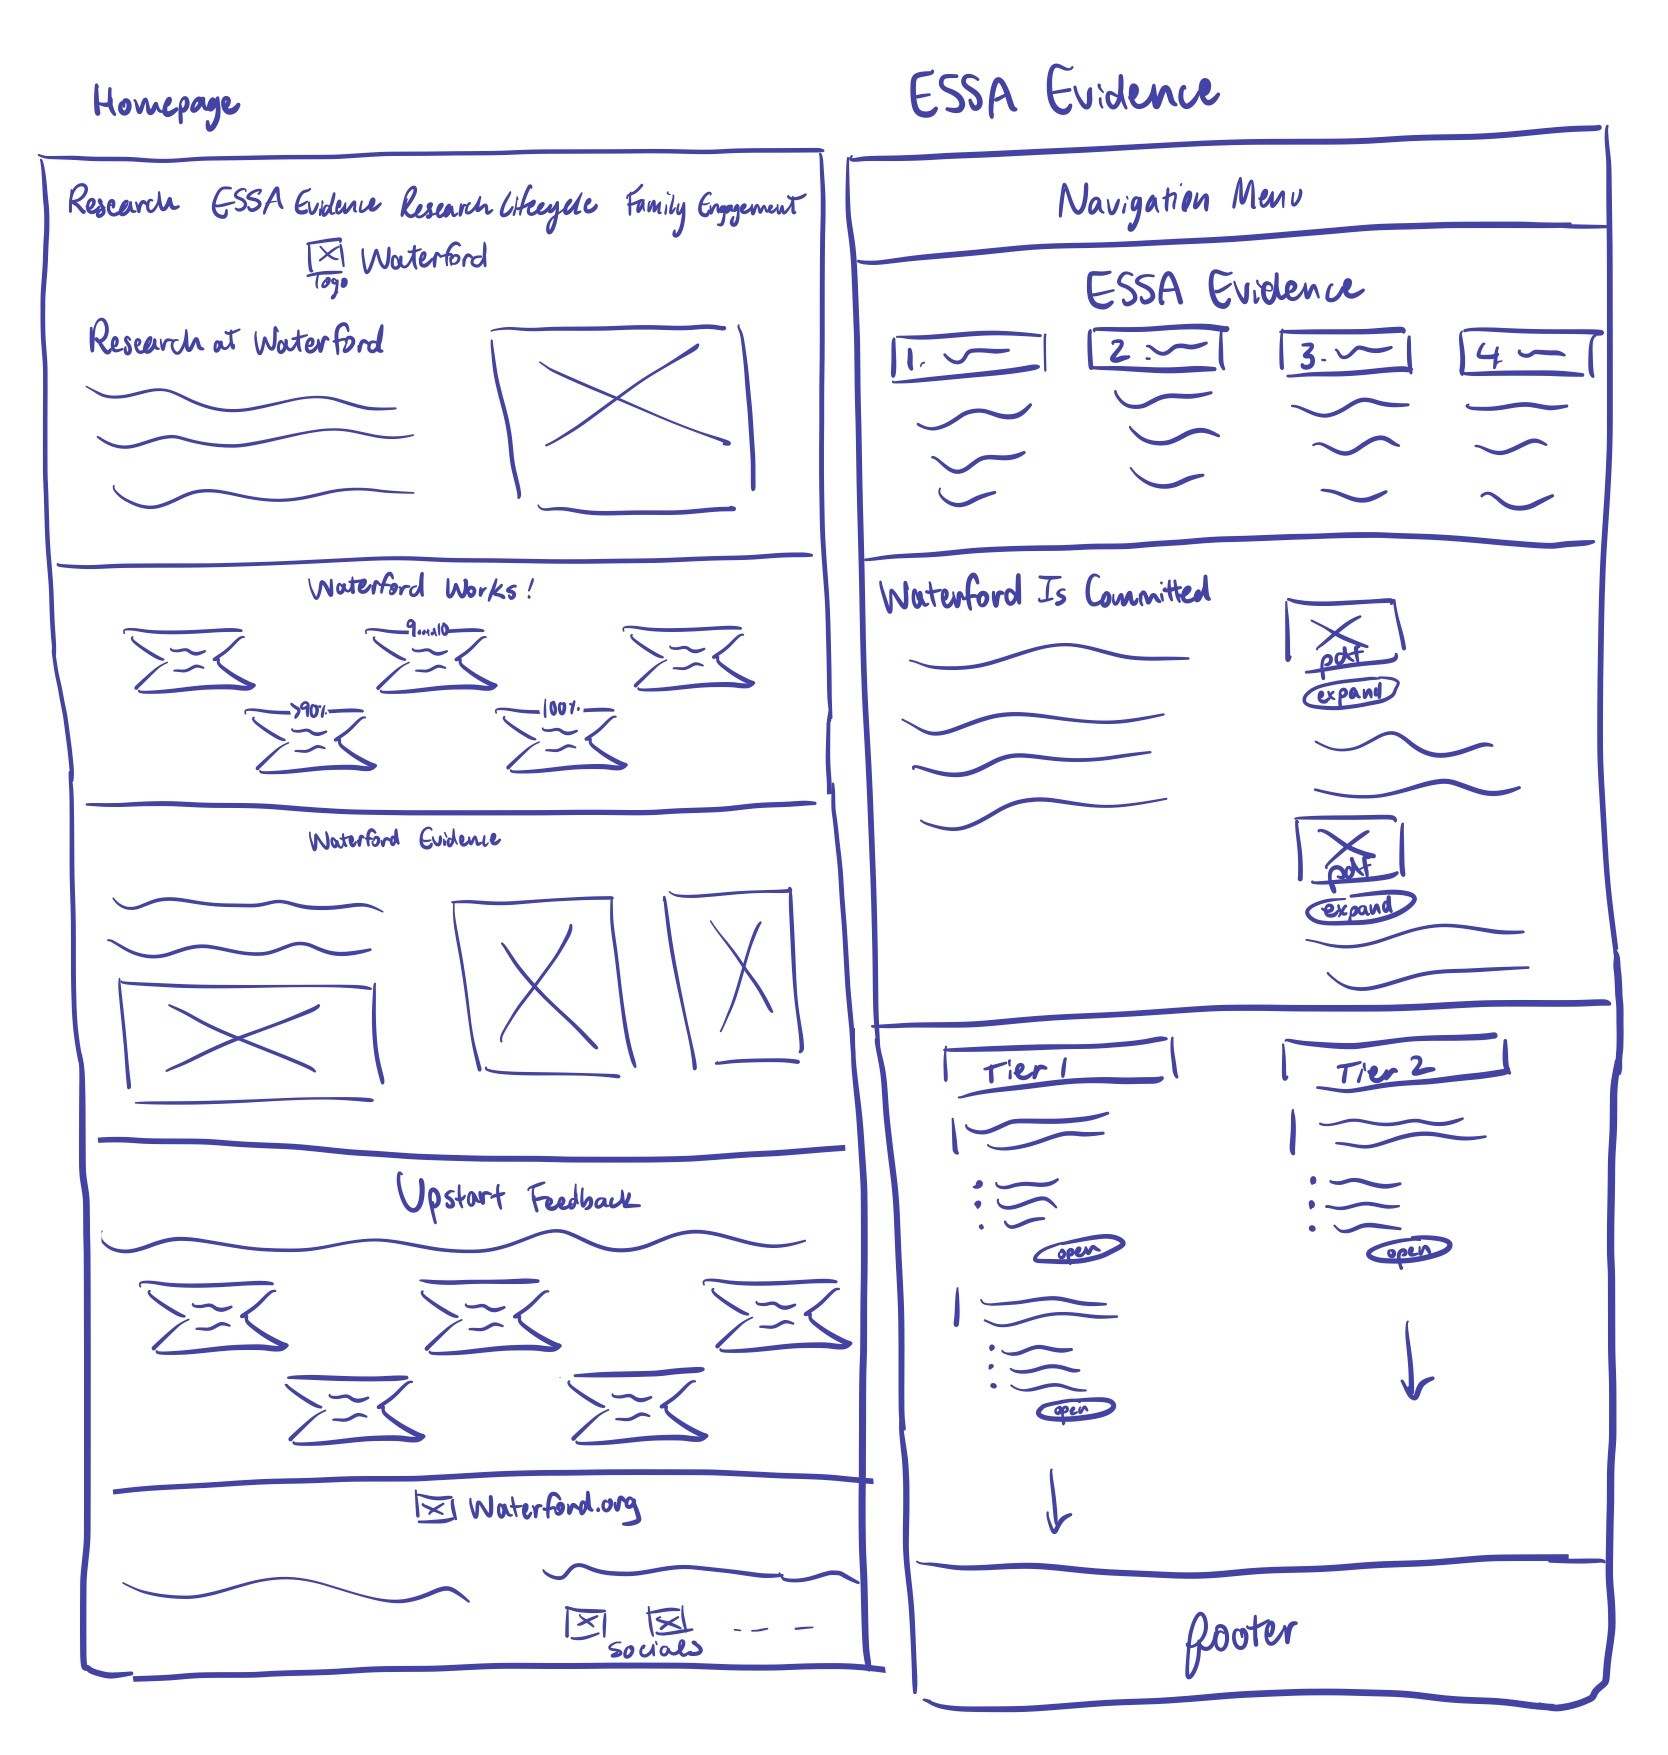 Homepage
Research ESSA Evidence Research Lifecycle Family Engagement
Waterford
logo
Research at Waterford
Waterford Works!
9....10
>90%
100%
Waterford Evidence
Upstart Feedback
Waterford.org
socials
ESSA Evidence
Navigation Menu
ESSA Evidence
1. 2. 3. 4.
Waterford Is Committed
pdf
expand
pdf
expand
Tier 1
open
open
Tier 2
open
footer